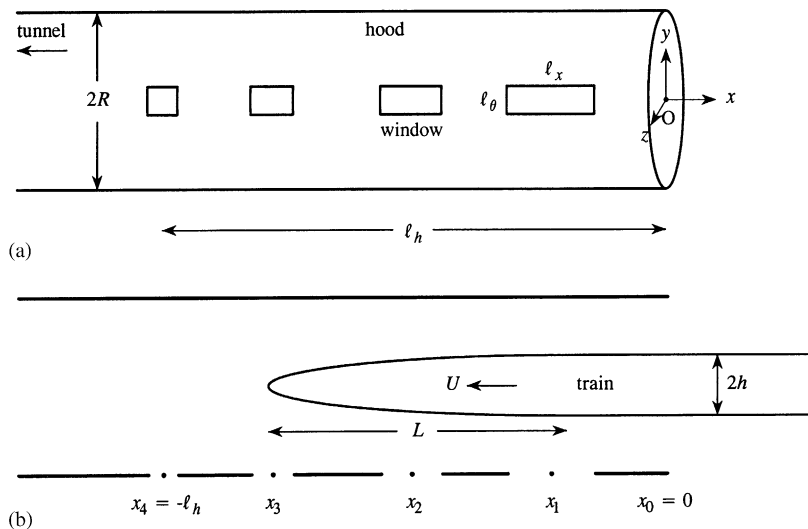 tunnel
hood
y
2R
ℓ_x
ℓ_θ
x
O
z
window
ℓ_h
(a)
U
train
2h
L
x_4 = -ℓ_h
x_3
x_2
x_1
x_0 = 0
(b)